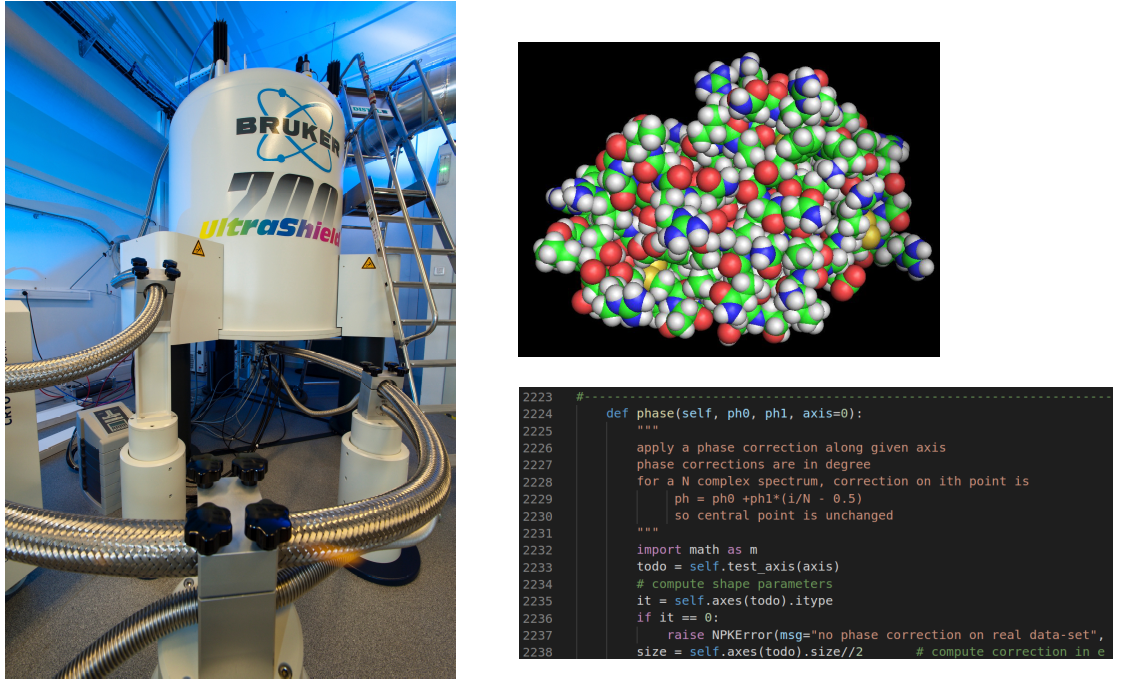 BRUKER
700
ultraShield
2223 #----------------------------------------------------------------------
2224 def phase(self, ph0, ph1, axis=0):
2225 """
2226 apply a phase correction along given axis
2227 phase corrections are in degree
2228 for a N complex spectrum, correction on ith point is
2229 ph = ph0 +ph1*(i/N - 0.5)
2230 so central point is unchanged
2231 """
2232 import math as m
2233 todo = self.test_axis(axis)
2234 # compute shape parameters
2235 it = self.axes(todo).itype
2236 if it == 0:
2237 raise NPKError(msg="no phase correction on real data-set",
2238 size = self.axes(todo).size//2 # compute correction in e